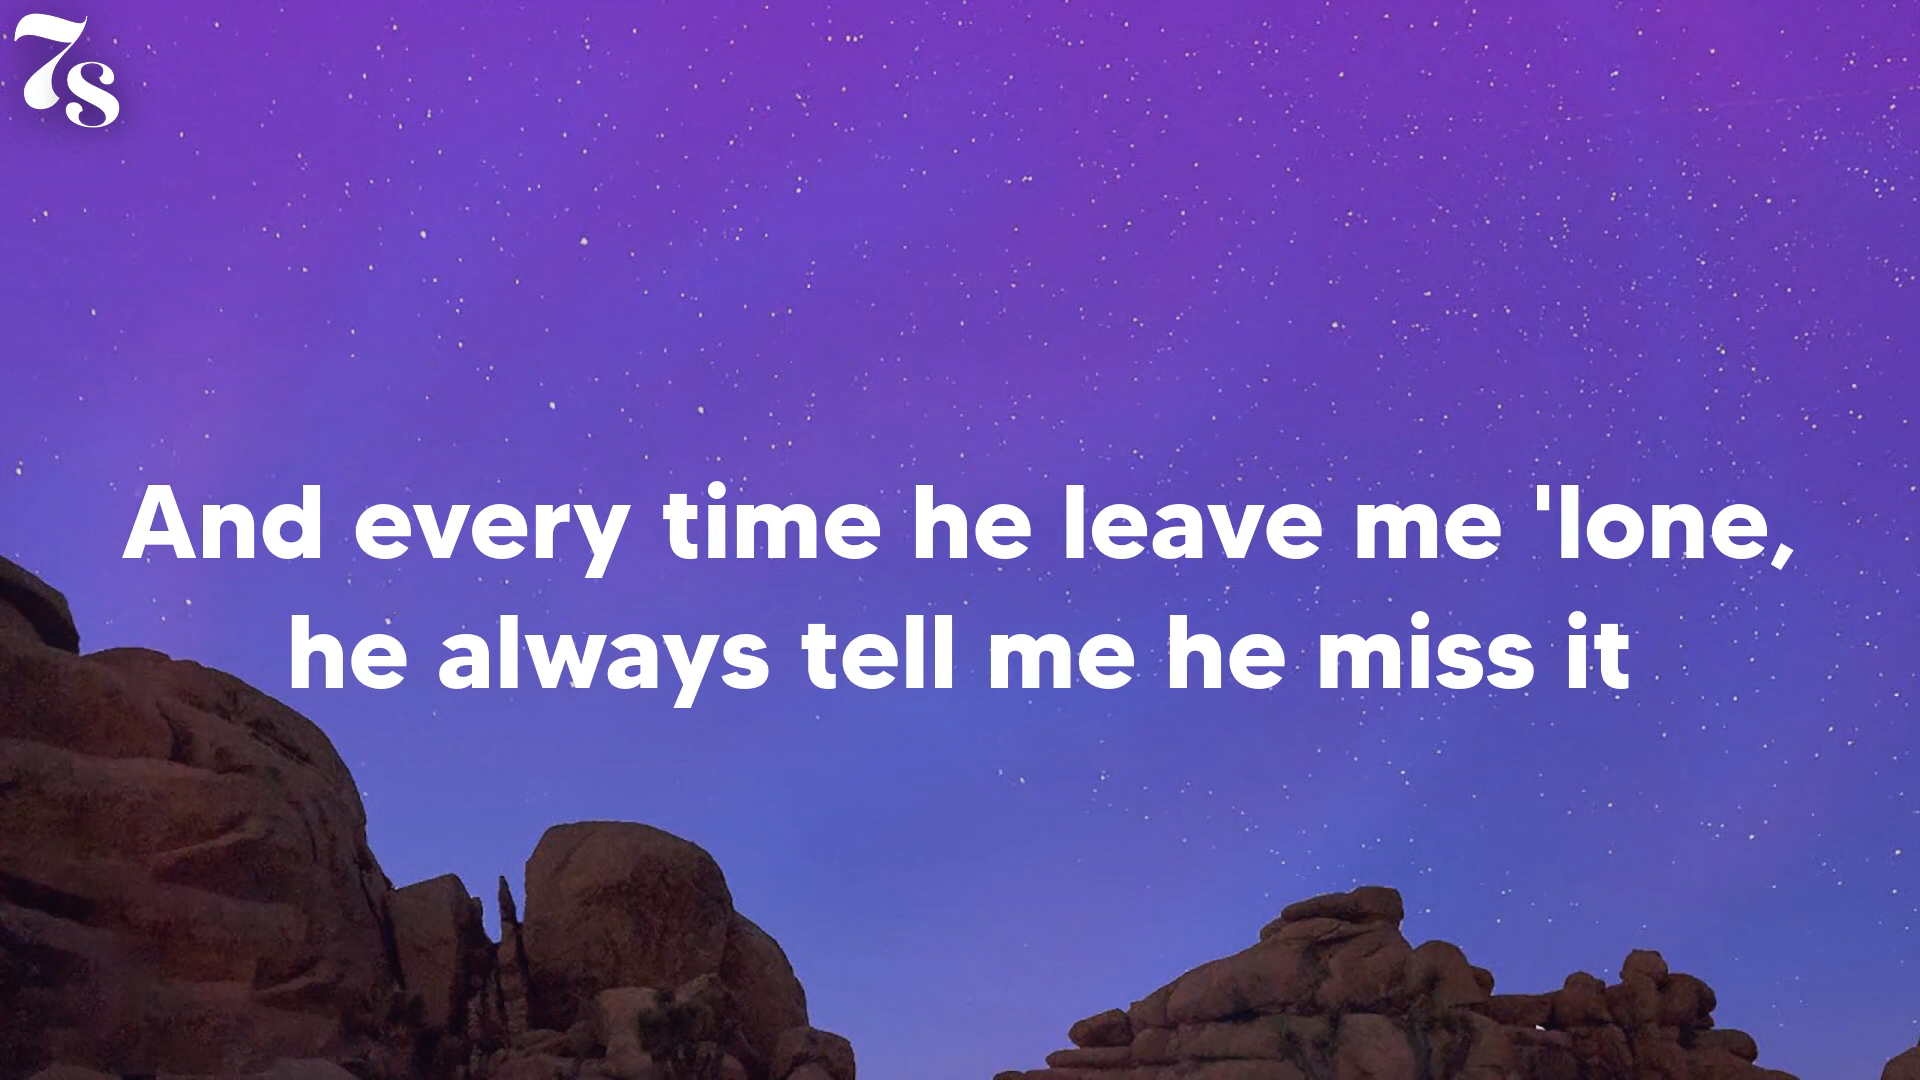 7s
And every time he leave me 'lone,
he always tell me he miss it